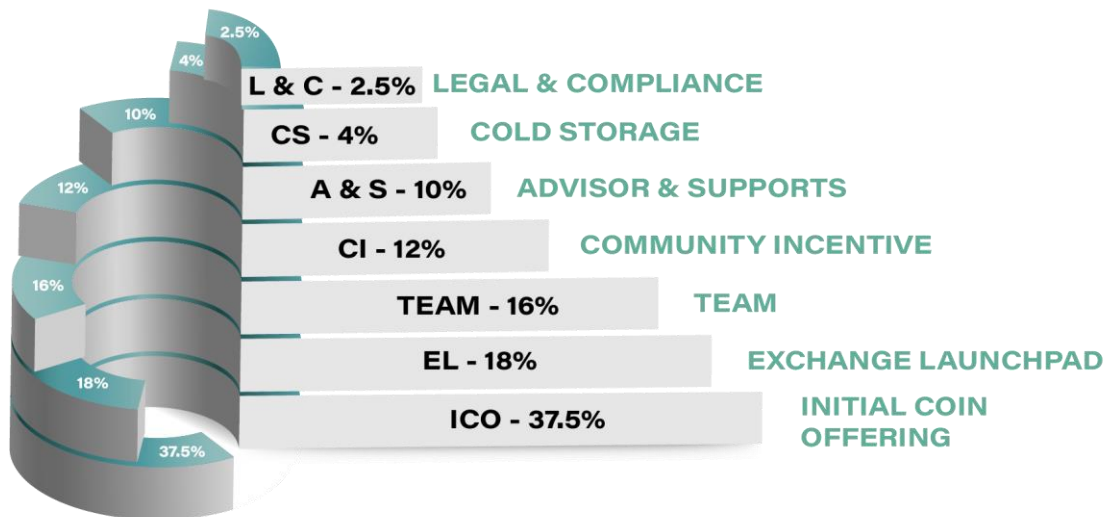 2.5%
4%
L & C - 2.5% LEGAL & COMPLIANCE
10%
CS - 4% COLD STORAGE
12%
A & S - 10% ADVISOR & SUPPORTS
CI - 12% COMMUNITY INCENTIVE
16%
TEAM - 16% TEAM
18%
EL - 18% EXCHANGE LAUNCHPAD
37.5%
ICO - 37.5% INITIAL COIN
OFFERING